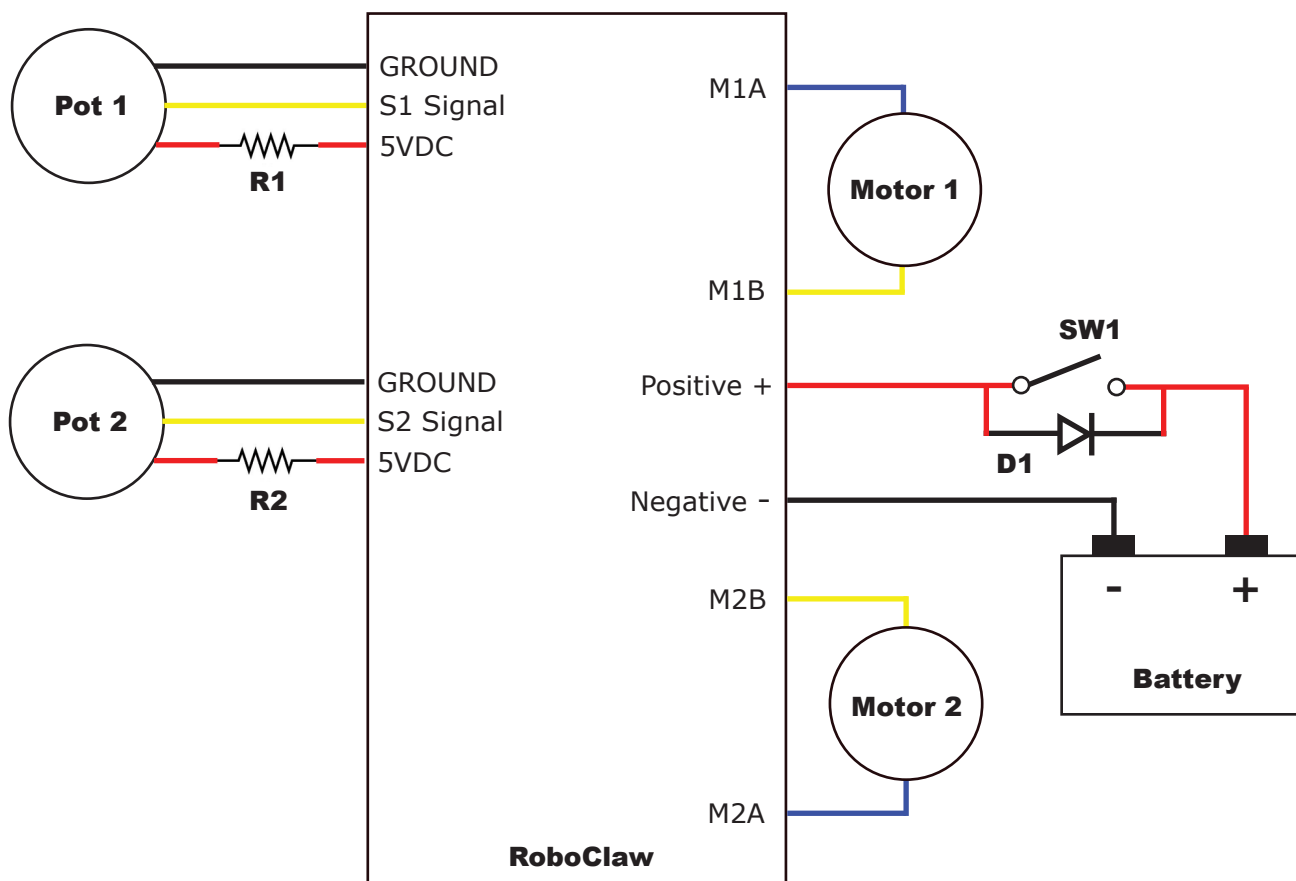 GROUND
Pot 1
S1 Signal
5VDC
R1
M1A
Motor 1
M1B
GROUND
Pot 2
S2 Signal
5VDC
R2
SW1
Positive +
D1
Negative -
- +
Battery
M2B
Motor 2
M2A
RoboClaw